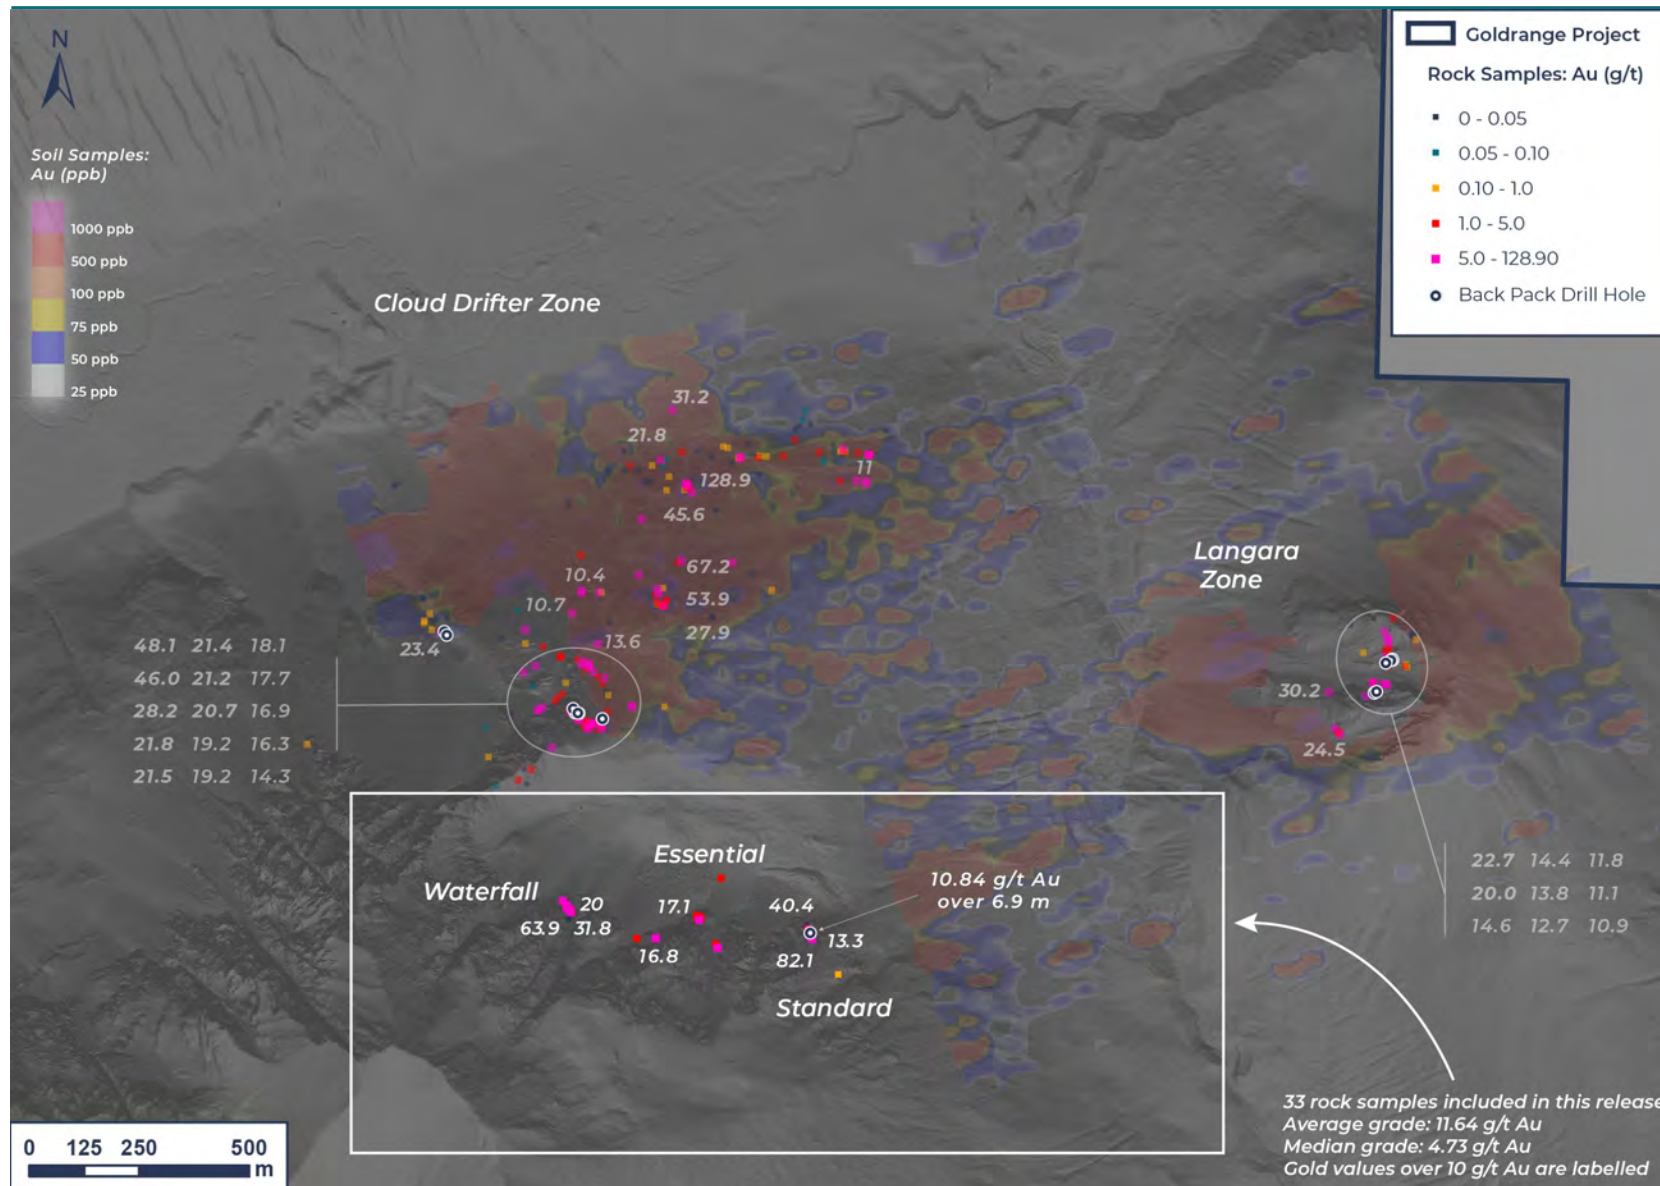 N
Soil Samples:
Au (ppb)
1000 ppb
500 ppb
100 ppb
75 ppb
50 ppb
25 ppb
Goldrange Project
Rock Samples: Au (g/t)
0 - 0.05
0.05 - 0.10
0.10 - 1.0
1.0 - 5.0
5.0 - 128.90
Back Pack Drill Hole
Cloud Drifter Zone
31.2
21.8
128.9
11
45.6
67.2
10.4
53.9
10.7
27.9
13.6
23.4
48.1 21.4 18.1
46.0 21.2 17.7
28.2 20.7 16.9
21.8 19.2 16.3
21.5 19.2 14.3
Langara
Zone
30.2
24.5
22.7 14.4 11.8
20.0 13.8 11.1
14.6 12.7 10.9
Essential
Waterfall
20
63.9 31.8
17.1
16.8
40.4
10.84 g/t Au
over 6.9 m
13.3
82.1
Standard
33 rock samples included in this release
Average grade: 11.64 g/t Au
Median grade: 4.73 g/t Au
Gold values over 10 g/t Au are labelled
0 125 250 500
m